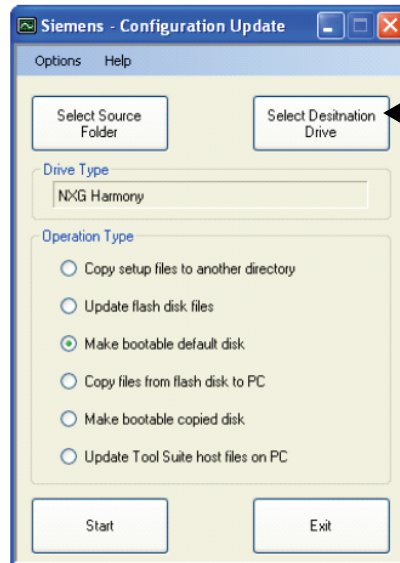 Siemens - Configuration Update
Options Help
Select Source
Folder
Select Desitnation
Drive
Drive Type
NXG Harmony
Operation Type
Copy setup files to another directory
Update flash disk files
Make bootable default disk
Copy files from flash disk to PC
Make bootable copied disk
Update Tool Suite host files on PC
Start Exit